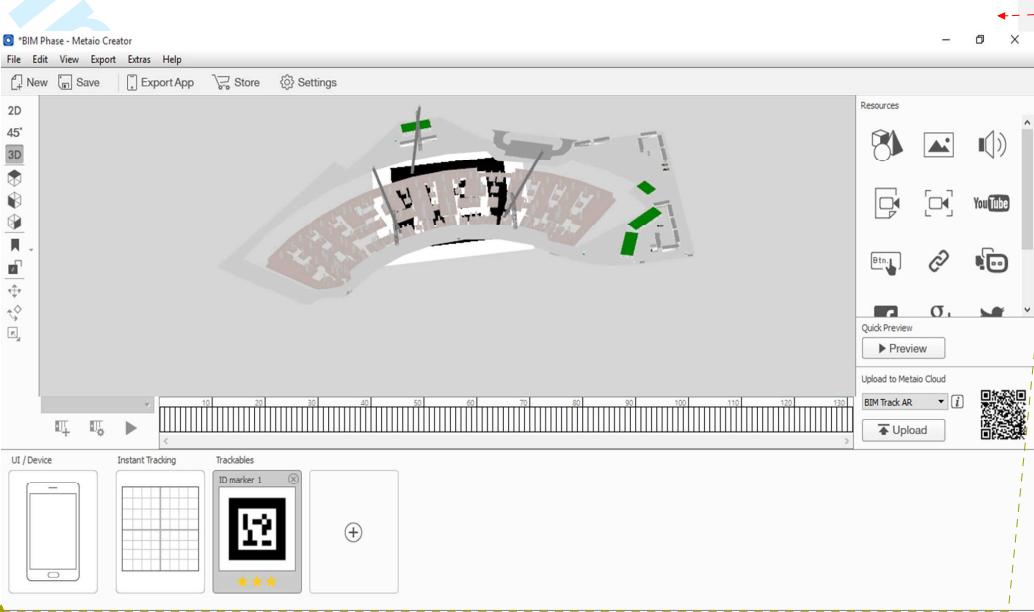 *BIM Phase - Metaio Creator
File Edit View Export Extras Help
New Save Export App Store Settings
2D
45°
3D
Resources
You Tube
Btn.
g+
Quick Preview
Preview
Upload to Metaio Cloud
BIM Track AR i
Upload
10 20 30 40 50 60 70 80 90 100 110 120 130
UI / Device Instant Tracking Trackables
ID marker 1